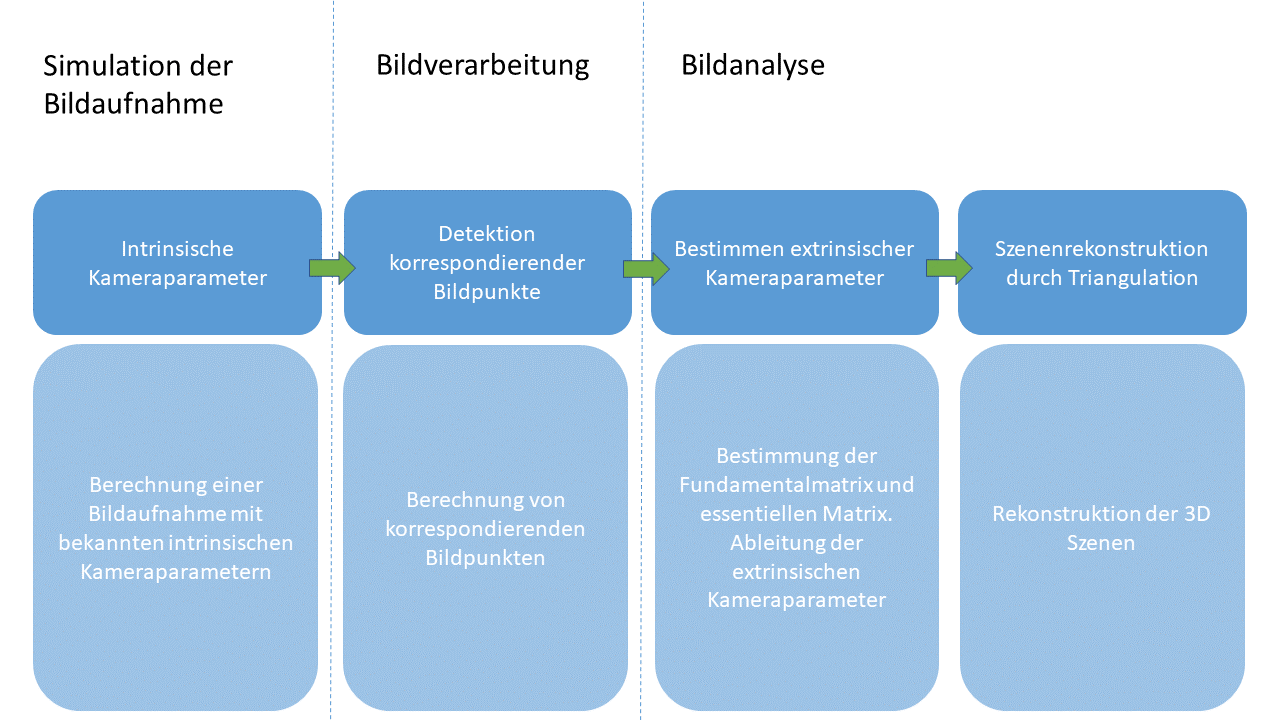 Simulation der
Bildaufnahme
Bildverarbeitung
Bildanalyse
Intrinsische
Kameraparameter
Detektion
korrespondierender
Bildpunkte
Bestimmen extrinsischer
Kameraparameter
Szenenrekonstruktion
durch Triangulation
Berechnung einer
Bildaufnahme mit
bekannten intrinsischen
Kameraparametern
Berechnung von
korrespondierenden
Bildpunkten
Bestimmung der
Fundamentalmatrix und
essentiellen Matrix.
Ableitung der
extrinsischen
Kameraparameter
Rekonstruktion der 3D
Szenen